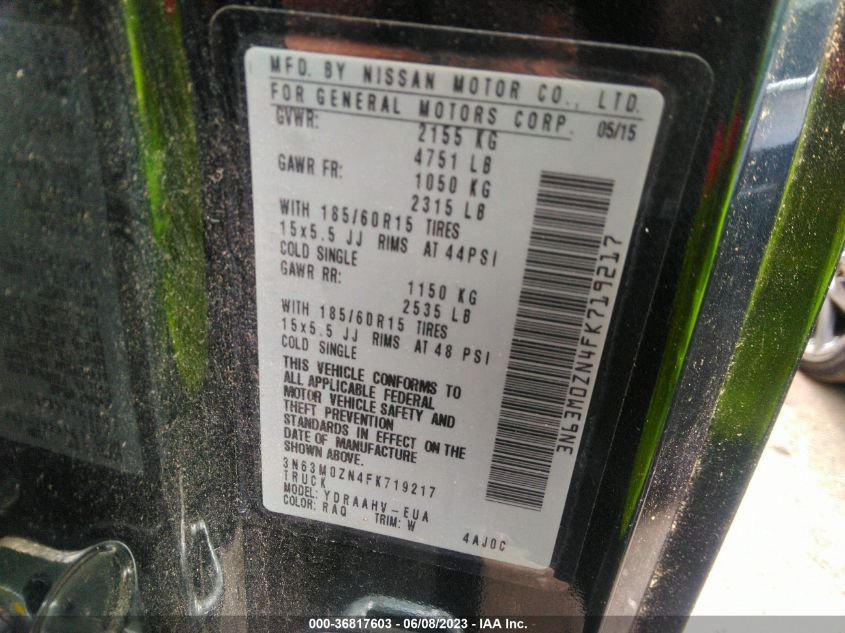 MFD. BY NISSAN MOTOR CO., LTD.
FOR GENERAL MOTORS CORP. 05/15
GVWR: 2155 KG
4751 LB
GAWR FR: 1050 KG
2315 LB
WITH 185/60R15 TIRES
15x5.5 JJ RIMS AT 44PSI
COLD SINGLE
GAWR RR: 1150 KG
2535 LB
WITH 185/60R15 TIRES
15x5.5 JJ RIMS AT 48 PSI
COLD SINGLE
THIS VEHICLE CONFORMS TO
ALL APPLICABLE FEDERAL
MOTOR VEHICLE SAFETY AND
THEFT PREVENTION
STANDARDS IN EFFECT ON THE
DATE OF MANUFACTURE
SHOWN ABOVE.
3N63M0ZN4FK719217
TRUCK
MODEL: YDRAAHV-EUA
COLOR: RAQ TRIM: W
4AJ0C
3N63M0ZN4FK719217
000-36817603 - 06/08/2023 - IAA Inc.